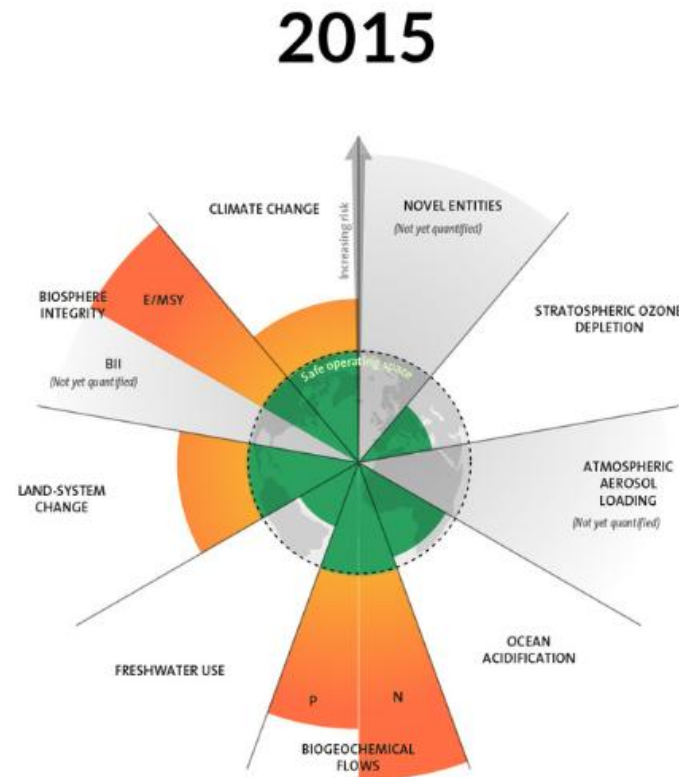 2015
CLIMATE CHANGE
Increasing risk
NOVEL ENTITIES
(Not yet quantified)
BIOSPHERE
INTEGRITY
E/MSY
BII
(Not yet quantified)
STRATOSPHERIC OZONE
DEPLETION
Safe operating space
ATMOSPHERIC
AEROSOL
LOADING
(Not yet quantified)
LAND-SYSTEM
CHANGE
OCEAN
ACIDIFICATION
FRESHWATER USE
P
N
BIOGEOCHEMICAL
FLOWS